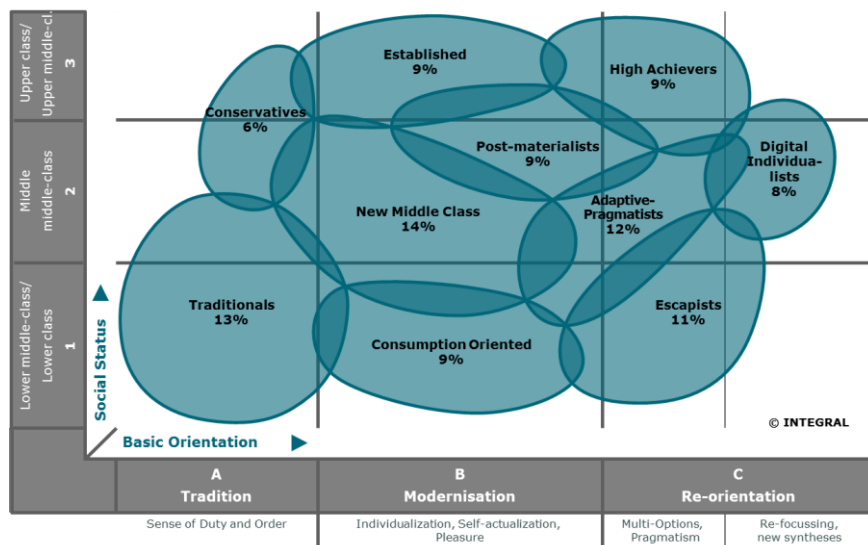 Upper class/
Upper middle-cl.
3
Middle
middle-class
2
Lower middle-class/
Lower class
1
Established
9%
High Achievers
9%
Conservatives
6%
Post-materialists
9%
Digital
Individua-
lists
8%
New Middle Class
14%
Adaptive-
Pragmatists
12%
Traditionals
13%
Escapists
11%
Consumption Oriented
9%
Social Status
© INTEGRAL
Basic Orientation
A
Tradition
B
Modernisation
C
Re-orientation
Sense of Duty and Order
Individualization, Self-actualization,
Pleasure
Multi-Options,
Pragmatism
Re-focussing,
new syntheses